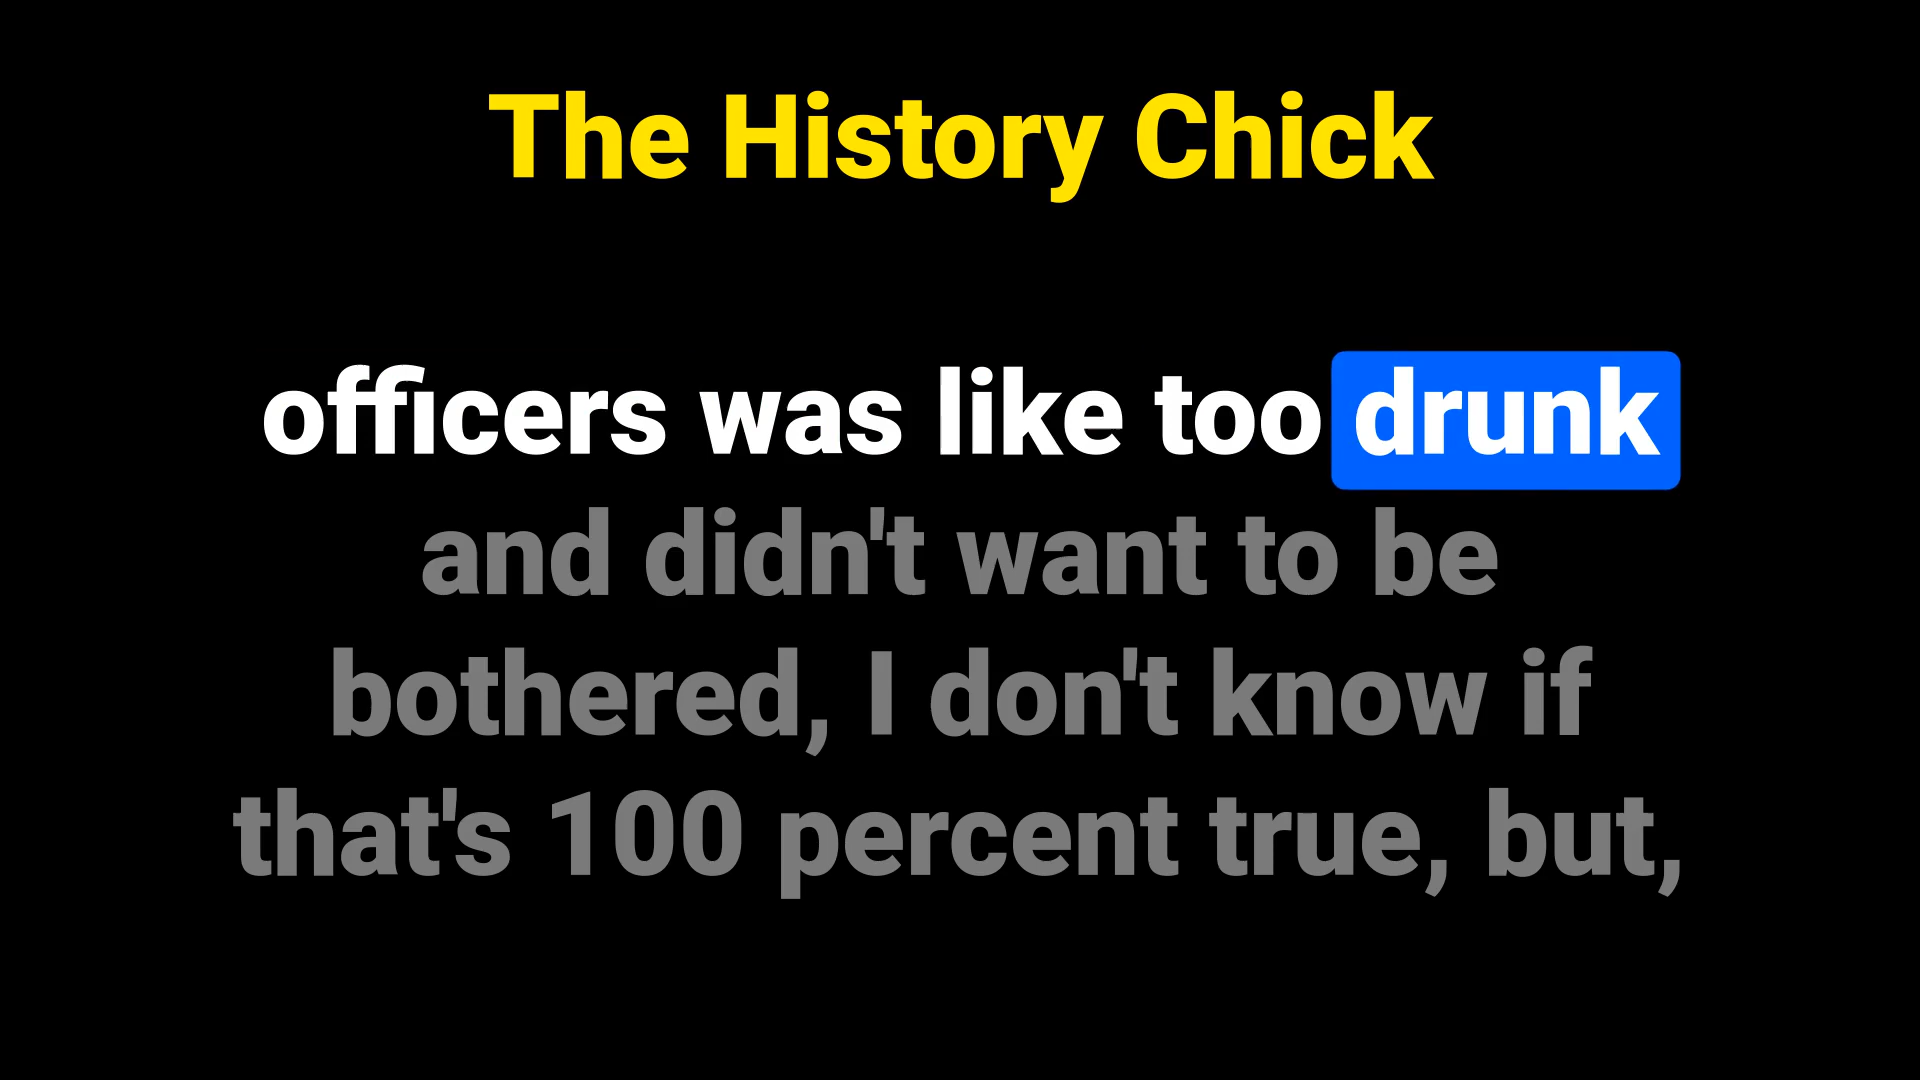 The History Chick
officers was like too drunk
and didn't want to be
bothered, I don't know if
that's 100 percent true, but,